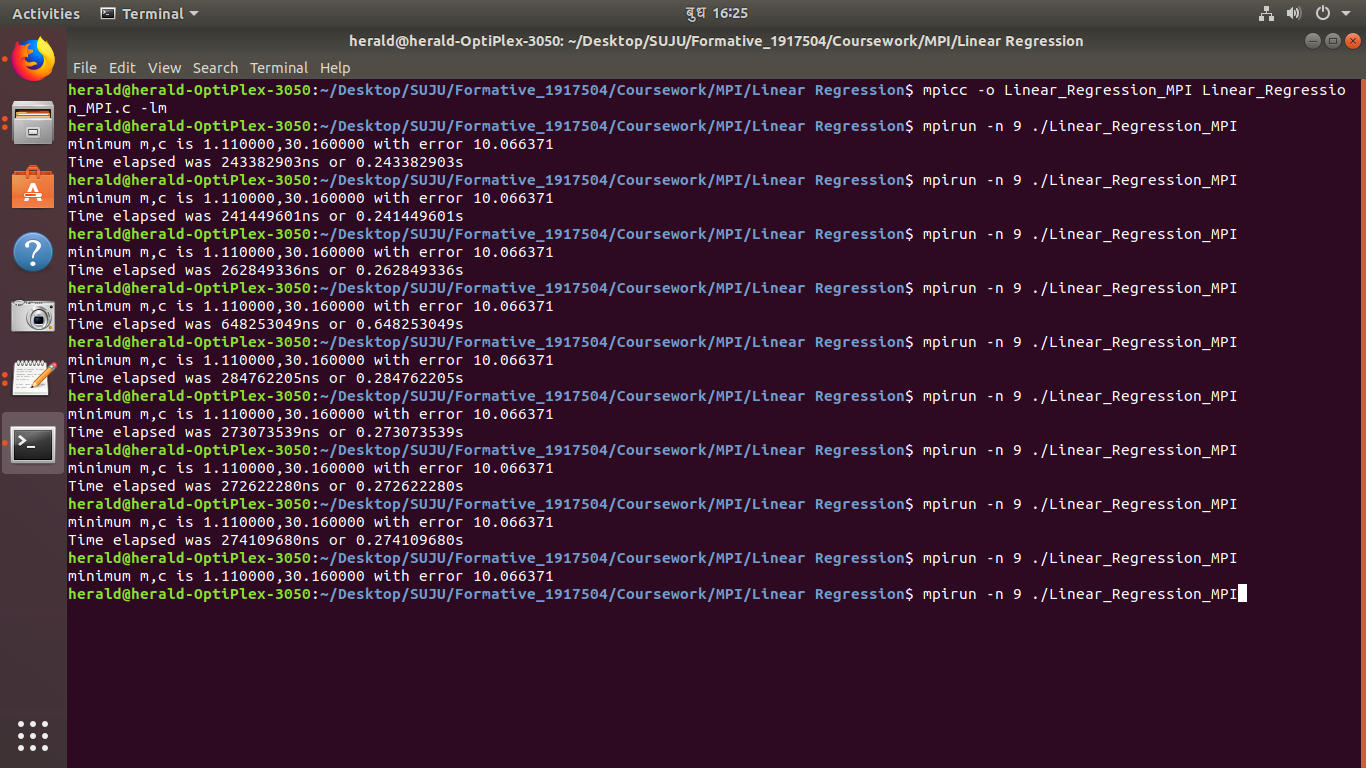 Activities Terminal बुध 16:25
herald@herald-OptiPlex-3050: ~/Desktop/SUJU/Formative_1917504/Coursework/MPI/Linear Regression
File Edit View Search Terminal Help
herald@herald-OptiPlex-3050:~/Desktop/SUJU/Formative_1917504/Coursework/MPI/Linear Regression$ mpicc -o Linear_Regression_MPI Linear_Regressio
n_MPI.c -lm
herald@herald-OptiPlex-3050:~/Desktop/SUJU/Formative_1917504/Coursework/MPI/Linear Regression$ mpirun -n 9 ./Linear_Regression_MPI
minimum m,c is 1.110000,30.160000 with error 10.066371
Time elapsed was 243382903ns or 0.243382903s
herald@herald-OptiPlex-3050:~/Desktop/SUJU/Formative_1917504/Coursework/MPI/Linear Regression$ mpirun -n 9 ./Linear_Regression_MPI
minimum m,c is 1.110000,30.160000 with error 10.066371
Time elapsed was 241449601ns or 0.241449601s
herald@herald-OptiPlex-3050:~/Desktop/SUJU/Formative_1917504/Coursework/MPI/Linear Regression$ mpirun -n 9 ./Linear_Regression_MPI
minimum m,c is 1.110000,30.160000 with error 10.066371
Time elapsed was 262849336ns or 0.262849336s
herald@herald-OptiPlex-3050:~/Desktop/SUJU/Formative_1917504/Coursework/MPI/Linear Regression$ mpirun -n 9 ./Linear_Regression_MPI
minimum m,c is 1.110000,30.160000 with error 10.066371
Time elapsed was 648253049ns or 0.648253049s
herald@herald-OptiPlex-3050:~/Desktop/SUJU/Formative_1917504/Coursework/MPI/Linear Regression$ mpirun -n 9 ./Linear_Regression_MPI
minimum m,c is 1.110000,30.160000 with error 10.066371
Time elapsed was 284762205ns or 0.284762205s
herald@herald-OptiPlex-3050:~/Desktop/SUJU/Formative_1917504/Coursework/MPI/Linear Regression$ mpirun -n 9 ./Linear_Regression_MPI
minimum m,c is 1.110000,30.160000 with error 10.066371
Time elapsed was 273073539ns or 0.273073539s
herald@herald-OptiPlex-3050:~/Desktop/SUJU/Formative_1917504/Coursework/MPI/Linear Regression$ mpirun -n 9 ./Linear_Regression_MPI
minimum m,c is 1.110000,30.160000 with error 10.066371
Time elapsed was 272622280ns or 0.272622280s
herald@herald-OptiPlex-3050:~/Desktop/SUJU/Formative_1917504/Coursework/MPI/Linear Regression$ mpirun -n 9 ./Linear_Regression_MPI
minimum m,c is 1.110000,30.160000 with error 10.066371
Time elapsed was 274109680ns or 0.274109680s
herald@herald-OptiPlex-3050:~/Desktop/SUJU/Formative_1917504/Coursework/MPI/Linear Regression$ mpirun -n 9 ./Linear_Regression_MPI
minimum m,c is 1.110000,30.160000 with error 10.066371
herald@herald-OptiPlex-3050:~/Desktop/SUJU/Formative_1917504/Coursework/MPI/Linear Regression$ mpirun -n 9 ./Linear_Regression_MPI